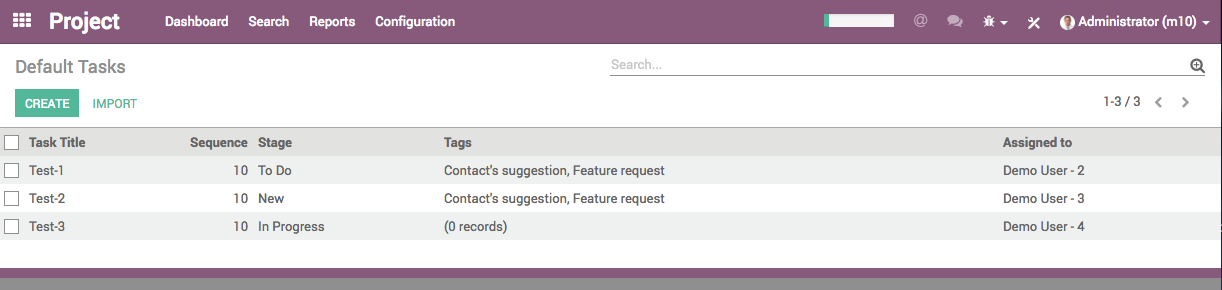 Project Dashboard Search Reports Configuration @ Administrator (m10)
Default Tasks Search...
CREATE IMPORT 1-3 / 3
Task Title Sequence Stage Tags Assigned to
Test-1 10 To Do Contact's suggestion, Feature request Demo User - 2
Test-2 10 New Contact's suggestion, Feature request Demo User - 3
Test-3 10 In Progress (0 records) Demo User - 4